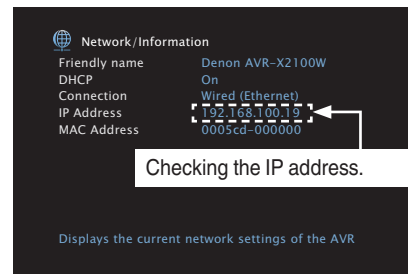 Network/Information
Friendly name Denon AVR-X2100W
DHCP On
Connection Wired (Ethernet)
IP Address 192.168.100.19
MAC Address 0005cd-000000
Checking the IP address.
Displays the current network settings of the AVR